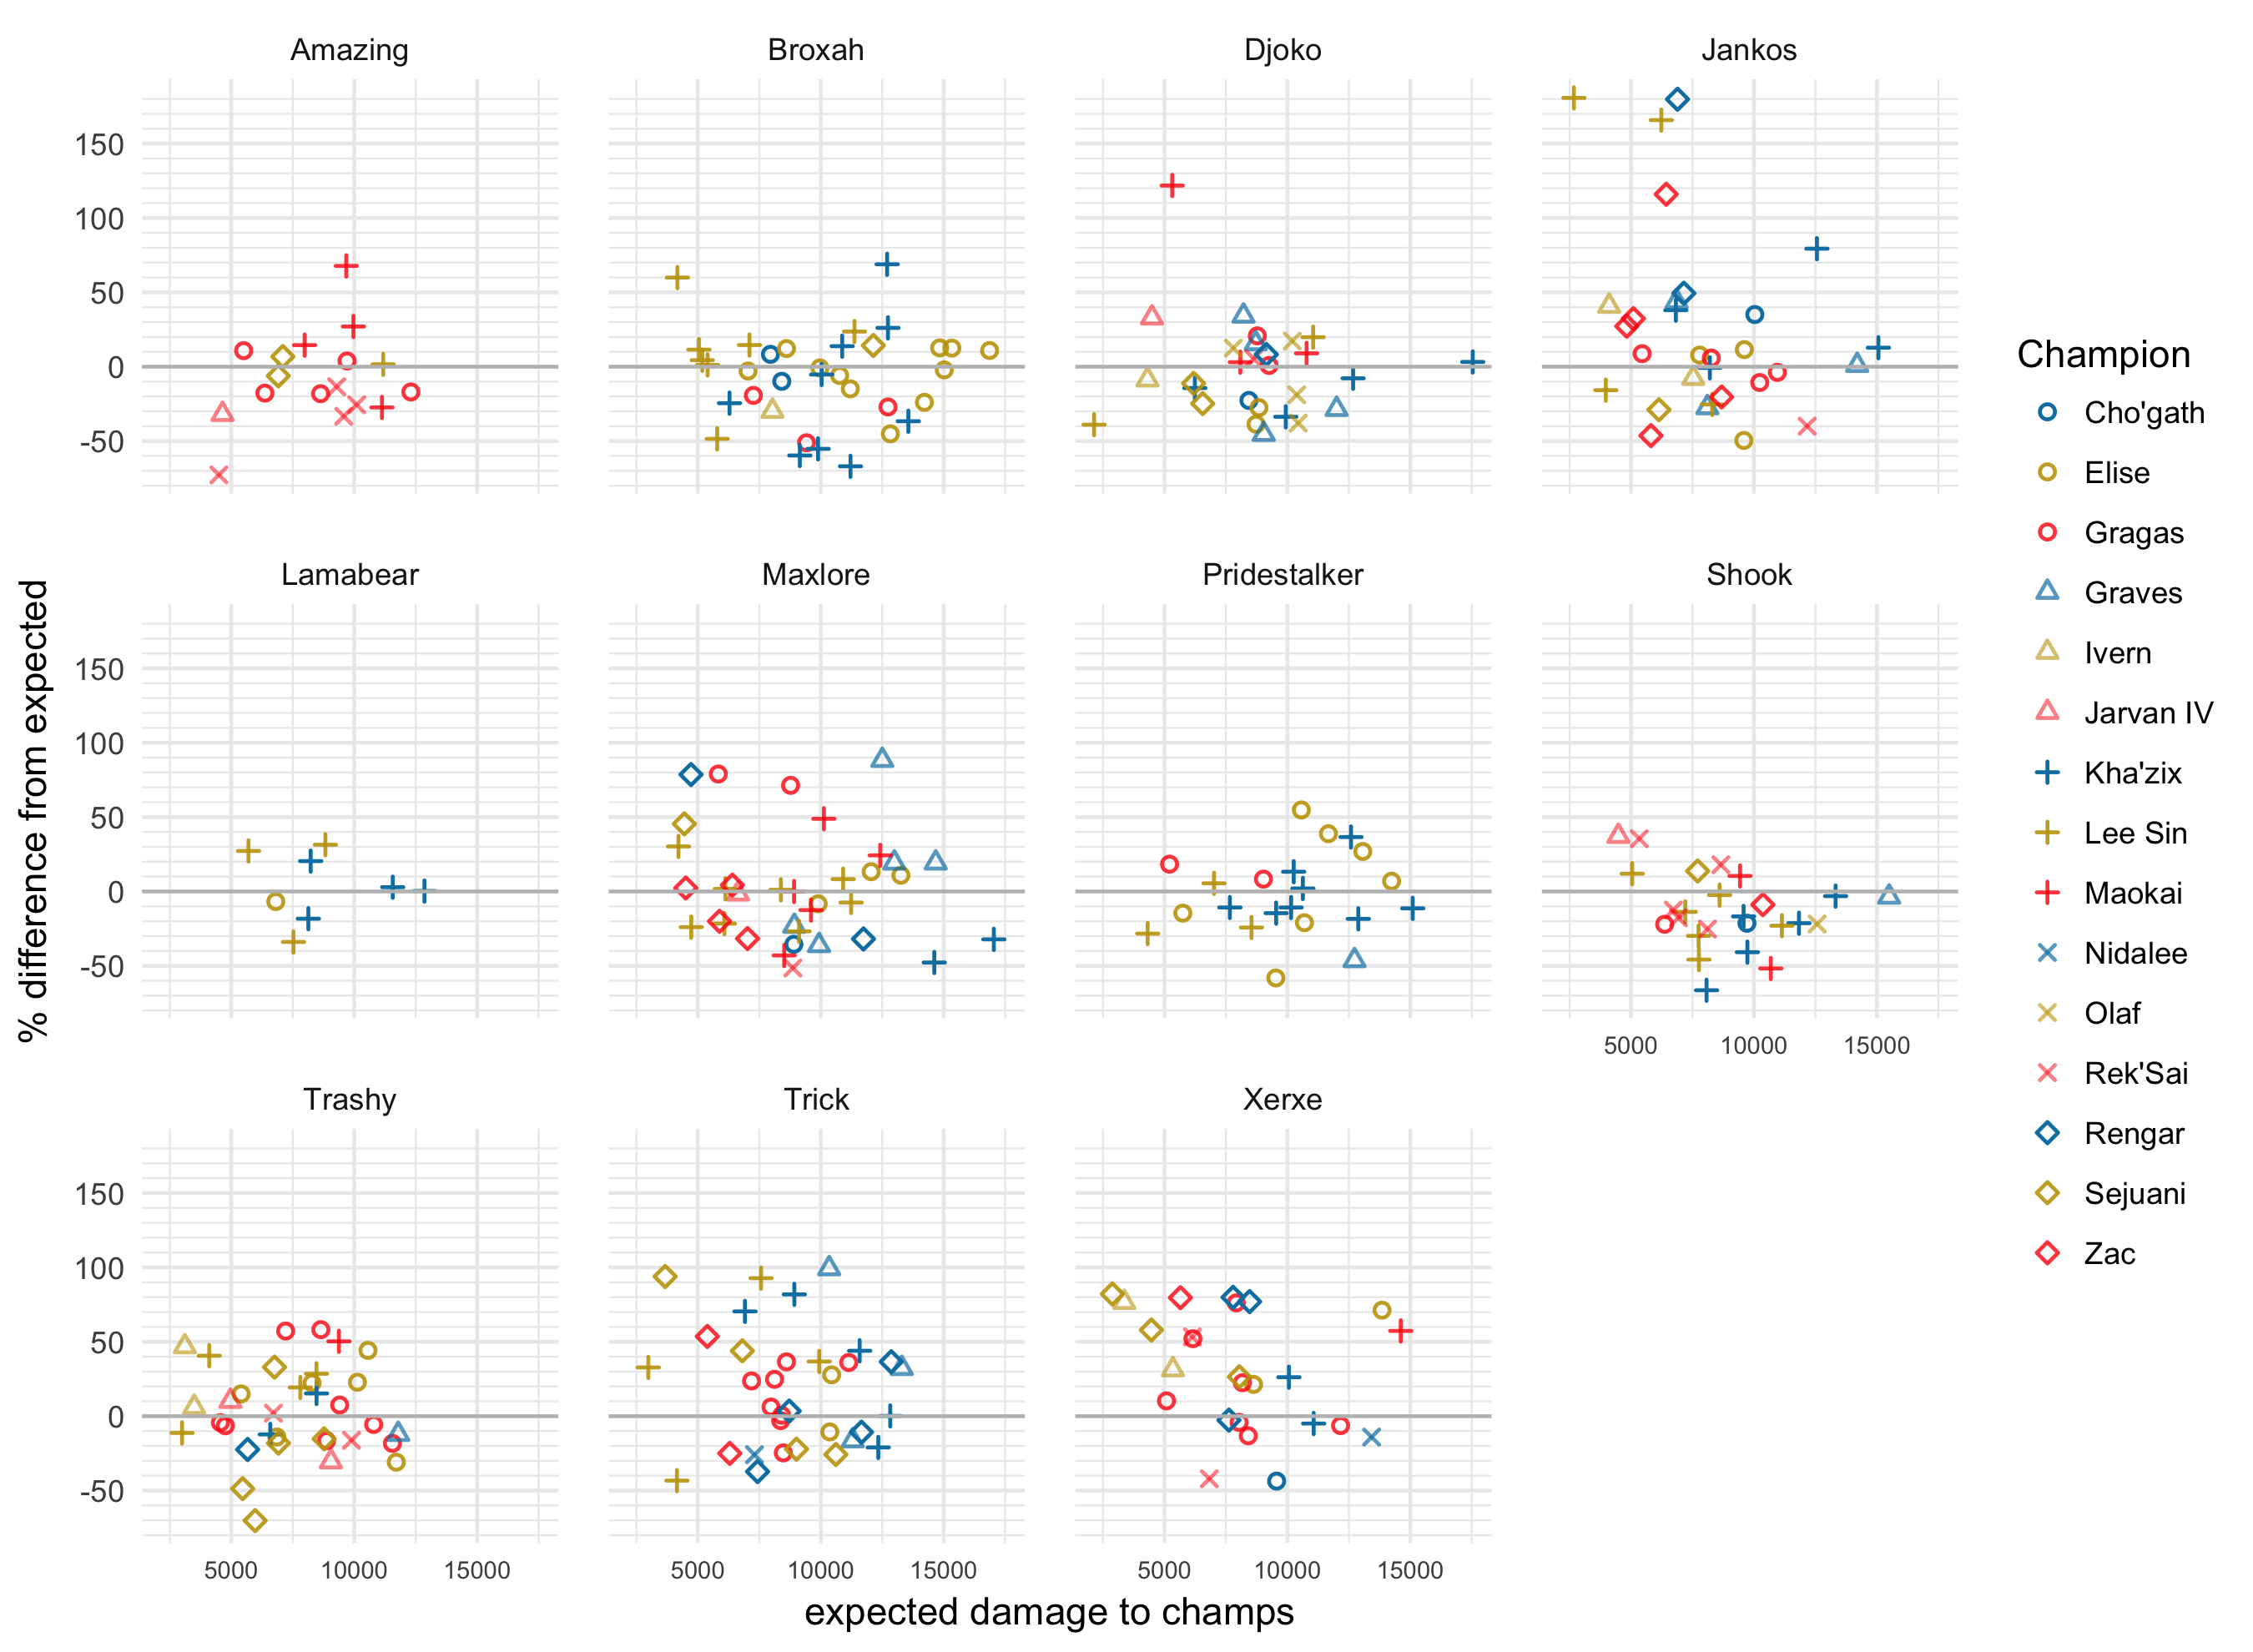 Amazing
Broxah
Djoko
Jankos
150
100
50
0
-50
Lamabear
Maxlore
Pridestalker
Shook
150
100
50
0
-50
5000 10000 15000
Trashy
Trick
Xerxe
150
100
50
0
-50
5000 10000 15000
5000 10000 15000
5000 10000 15000
expected damage to champs
% difference from expected
Champion
Cho'gath
Elise
Gragas
Graves
Ivern
Jarvan IV
Kha'zix
Lee Sin
Maokai
Nidalee
Olaf
Rek'Sai
Rengar
Sejuani
Zac